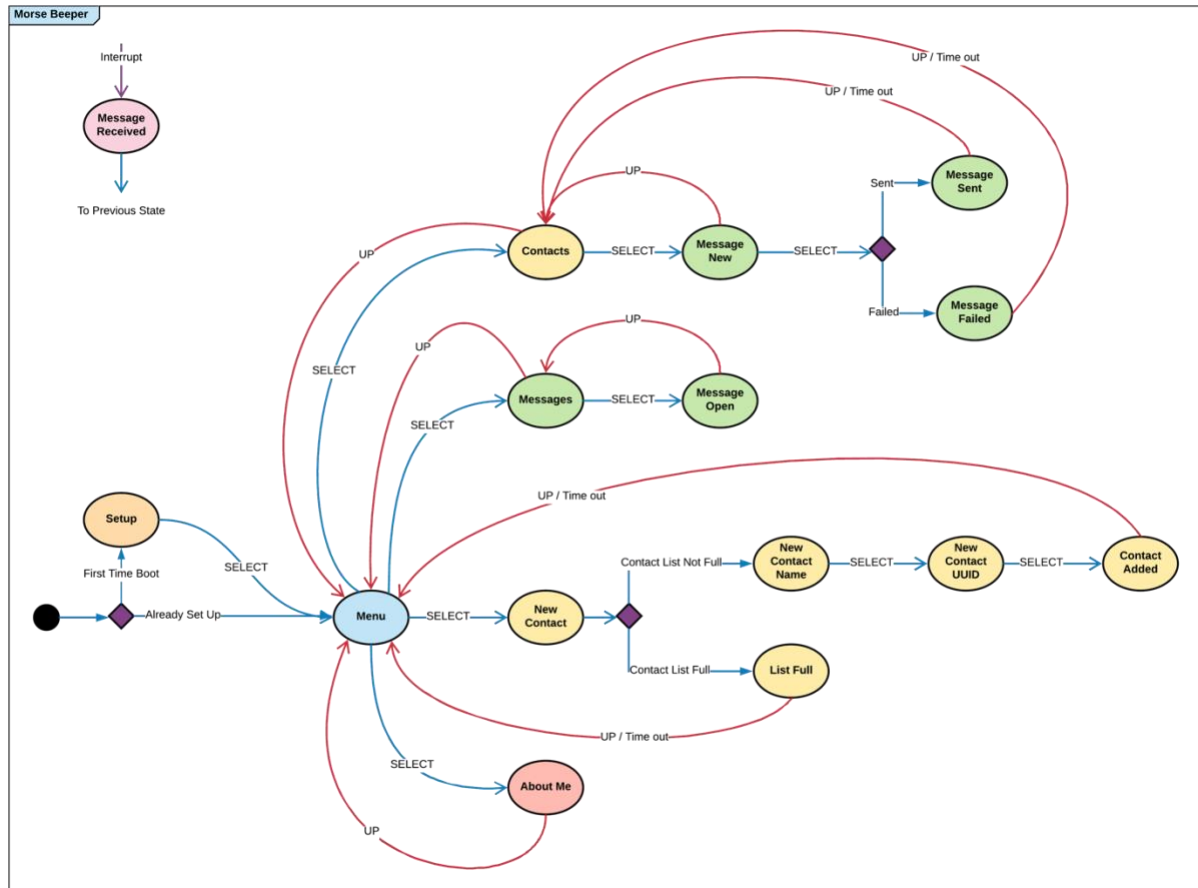 Morse Beeper
Interrupt
Message
Received
To Previous State
UP / Time out
UP / Time out
UP
Sent
Message
Sent
UP
Contacts
SELECT
Message
New
SELECT
Failed
Message
Failed
SELECT
UP
UP
Messages
SELECT
Message
Open
SELECT
UP / Time out
Setup
First Time Boot
SELECT
Already Set Up
Menu
SELECT
New
Contact
Contact List Not Full
New
Contact
Name
SELECT
New
Contact
UUID
SELECT
Contact
Added
Contact List Full
List Full
UP / Time out
SELECT
About Me
UP